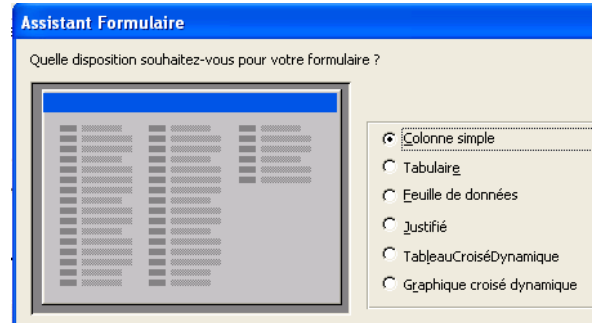 Assistant Formulaire
Quelle disposition souhaitez-vous pour votre formulaire ?
Colonne simple
Tabulaire
Feuille de données
Justifié
TableauCroiséDynamique
Graphique croisé dynamique